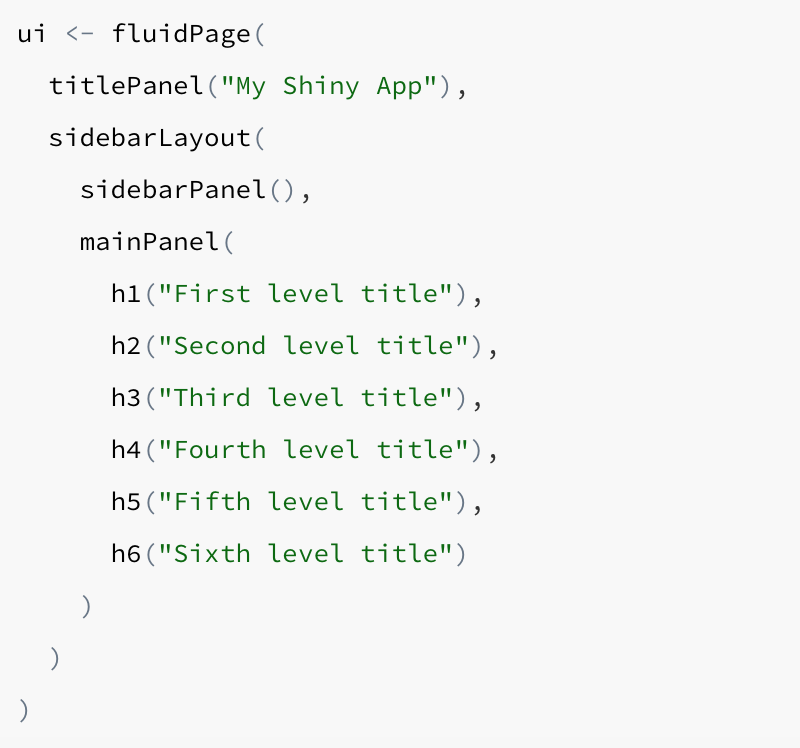 ui <- fluidPage(
  titlePanel("My Shiny App"),
  sidebarLayout(
    sidebarPanel(),
    mainPanel(
      h1("First level title"),
      h2("Second level title"),
      h3("Third level title"),
      h4("Fourth level title"),
      h5("Fifth level title"),
      h6("Sixth level title")
    )
  )
)